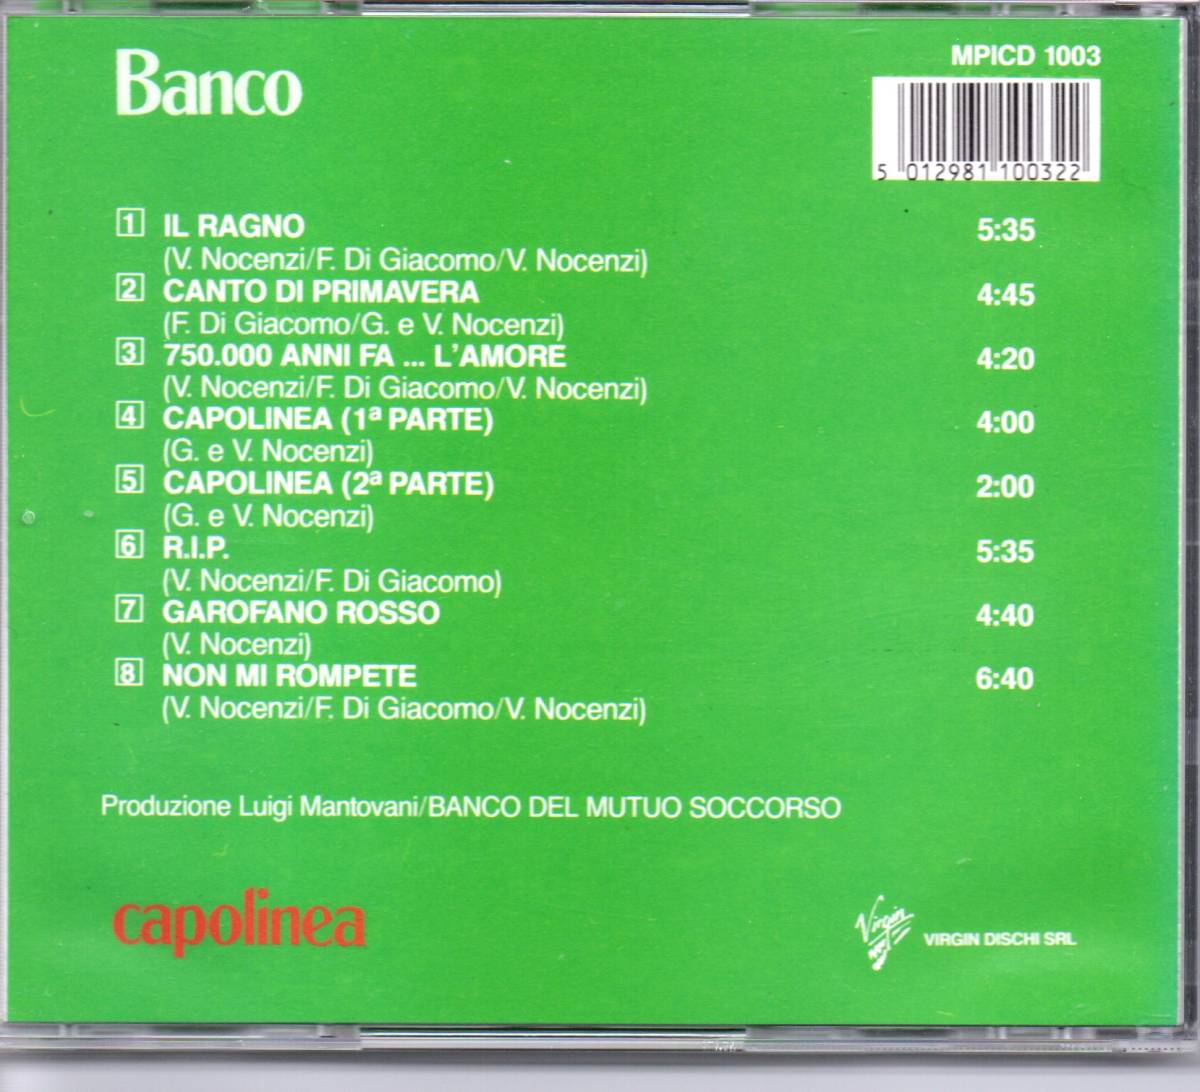 Banco
MPICD 1003
5 012981 100322
1 IL RAGNO 5:35
(V. Nocenzi/F. Di Giacomo/V. Nocenzi)
2 CANTO DI PRIMAVERA 4:45
(F. Di Giacomo/G. e V. Nocenzi)
3 750.000 ANNI FA ... L'AMORE 4:20
(V. Nocenzi/F. Di Giacomo/V. Nocenzi)
4 CAPOLINEA (1ª PARTE) 4:00
(G. e V. Nocenzi)
5 CAPOLINEA (2ª PARTE) 2:00
(G. e V. Nocenzi)
6 R.I.P. 5:35
(V. Nocenzi/F. Di Giacomo)
7 GAROFANO ROSSO 4:40
(V. Nocenzi)
8 NON MI ROMPETE 6:40
(V. Nocenzi/F. Di Giacomo/V. Nocenzi)
Produzione Luigi Mantovani/BANCO DEL MUTUO SOCCORSO
capolinea
Virgin VIRGIN DISCHI SRL